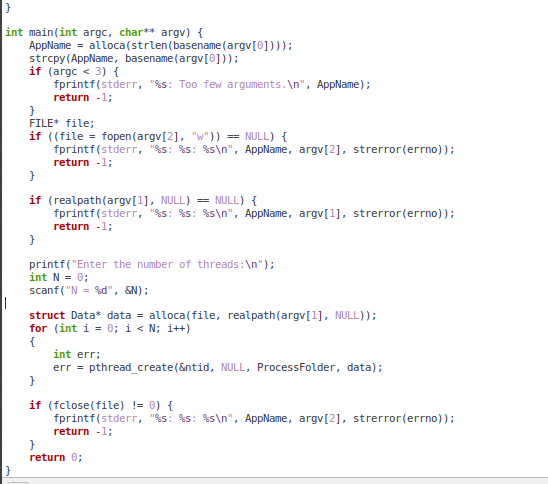 }
int main(int argc, char** argv) {
AppName = alloca(strlen(basename(argv[0])));
strcpy(AppName, basename(argv[0]));
if (argc < 3) {
fprintf(stderr, "%s: Too few arguments.\n", AppName);
return -1;
}
FILE* file;
if ((file = fopen(argv[2], "w")) == NULL) {
fprintf(stderr, "%s: %s: %s\n", AppName, argv[2], strerror(errno));
return -1;
}
if (realpath(argv[1], NULL) == NULL) {
fprintf(stderr, "%s: %s: %s\n", AppName, argv[1], strerror(errno));
return -1;
}
printf("Enter the number of threads:\n");
int N = 0;
scanf("N = %d", &N);
struct Data* data = alloca(file, realpath(argv[1], NULL));
for (int i = 0; i < N; i++)
{
int err;
err = pthread_create(&ntid, NULL, ProcessFolder, data);
}
if (fclose(file) != 0) {
fprintf(stderr, "%s: %s: %s\n", AppName, argv[2], strerror(errno));
return -1;
}
return 0;
}